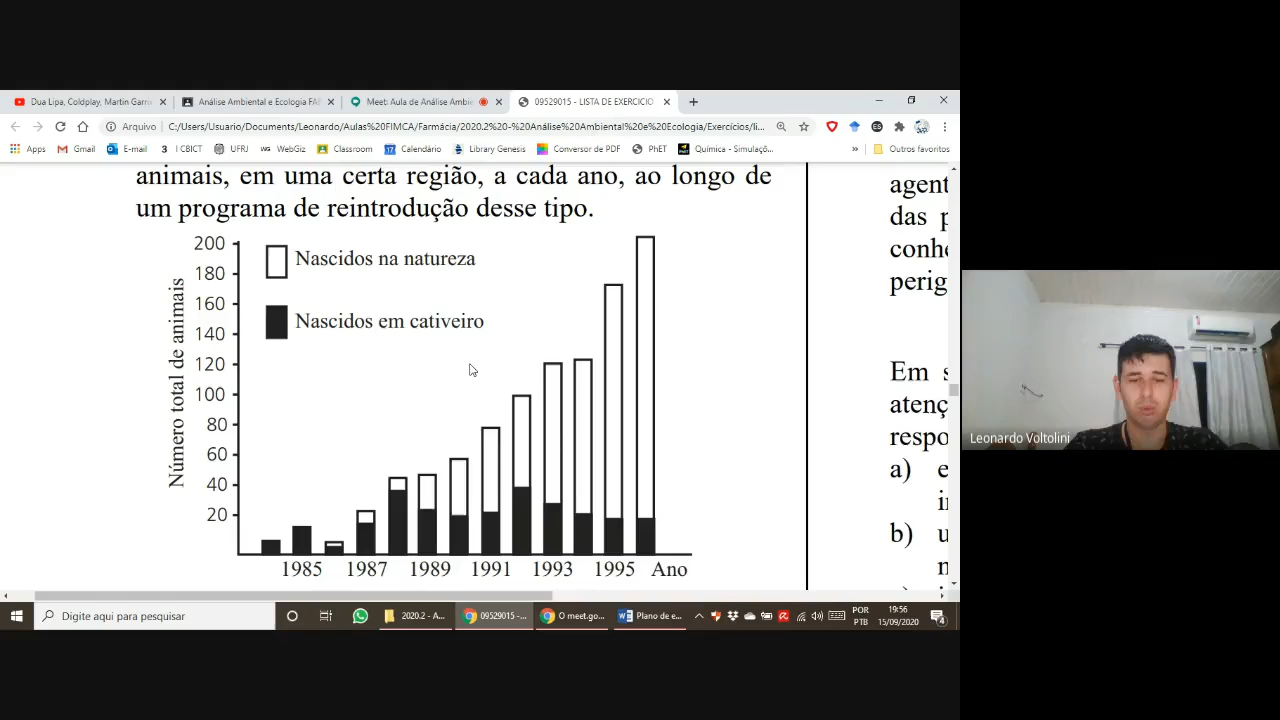 Dua Lipa, Coldplay, Martin Garri
Análise Ambiental e Ecologia FAR
Meet: Aula de Análise Ambie
09529015 - LISTA DE EXERCICIO
Arquivo
C:/Users/Usuario/Documents/Leonardo/Aulas%20FIMCA/Farmácia/2020.2%20-%20Análise%20Ambiental%20e%20Ecologia/Exercícios/li...
Apps
Gmail
E-mail
I CBICT
UFRJ
WebGiz
Classroom
Calendário
Library Genesis
Conversor de PDF
PhET
Química - Simulaçõ...
»
Outros favoritos
animais, em uma certa região, a cada ano, ao longo de
um programa de reintrodução desse tipo.
Número total de animais
200
180
160
140
120
100
80
60
40
20
Nascidos na natureza
Nascidos em cativeiro
1985 1987 1989 1991 1993 1995 Ano
agent
das p
conhe
perig
Em s
atenç
respo
a) e
b) u
Leonardo Voltolini
Digite aqui para pesquisar
2020.2 - A...
09529015 -...
O meet.go...
Plano de e...
POR
PTB
19:56
15/09/2020
4